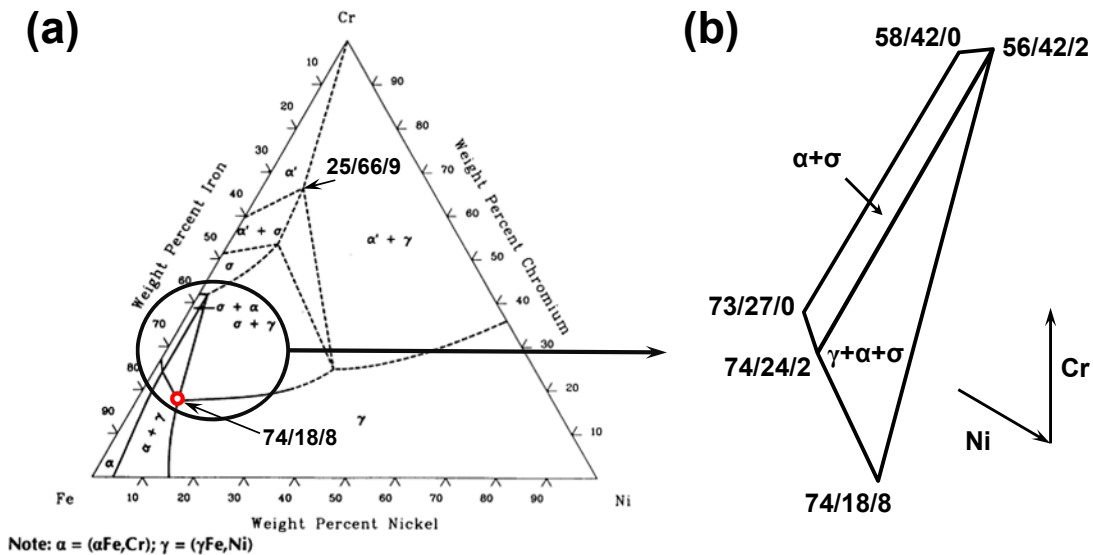 (a)
Cr
10
20
30
40
50
60
70
80
90
Weight Percent Iron
90
80
70
60
50
40
30
20
10
Weight Percent Chromium
25/66/9
α'
α' + σ
α' + γ
σ
σ + α
σ + γ
α + γ
α
γ
74/18/8
Fe
10
20
30
40
50
60
70
80
90
Ni
Weight Percent Nickel
Note: α = (αFe,Cr); γ = (γFe,Ni)
(b)
58/42/0
56/42/2
α+σ
73/27/0
74/24/2
γ+α+σ
74/18/8
Cr
Ni